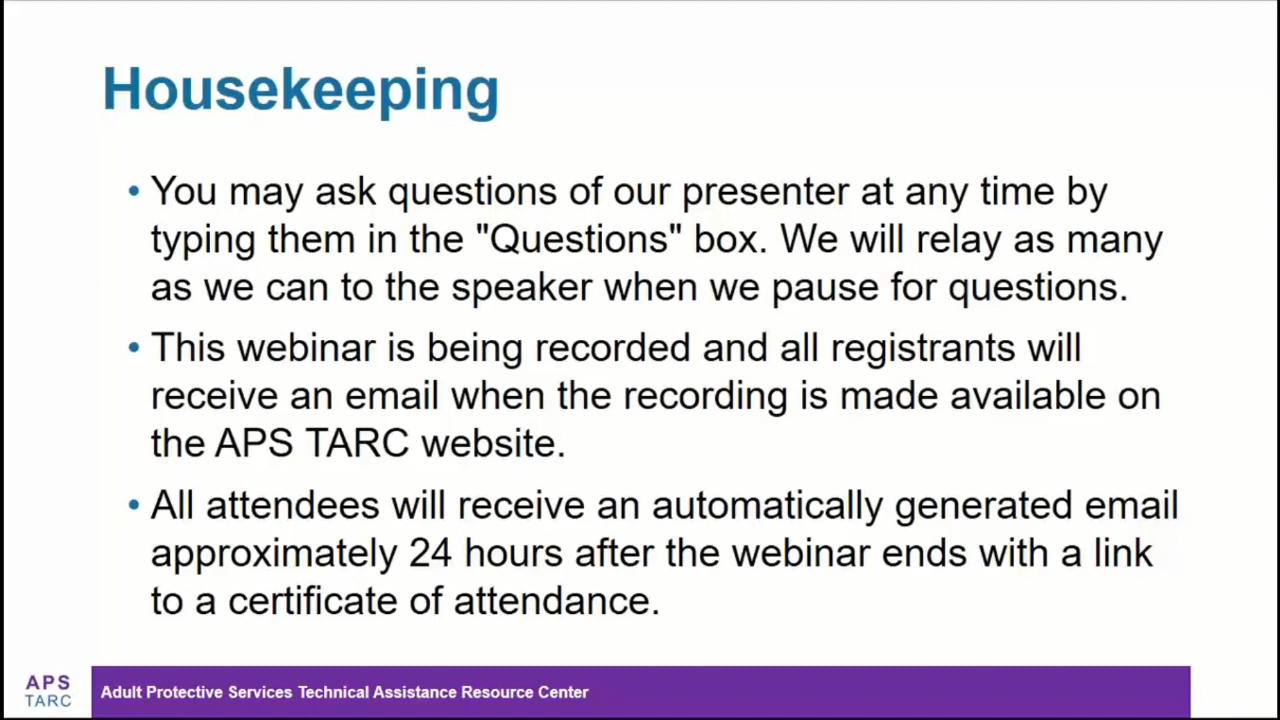 Housekeeping
• You may ask questions of our presenter at any time by
typing them in the "Questions" box. We will relay as many
as we can to the speaker when we pause for questions.
• This webinar is being recorded and all registrants will
receive an email when the recording is made available on
the APS TARC website.
• All attendees will receive an automatically generated email
approximately 24 hours after the webinar ends with a link
to a certificate of attendance.
APS
TARC
Adult Protective Services Technical Assistance Resource Center